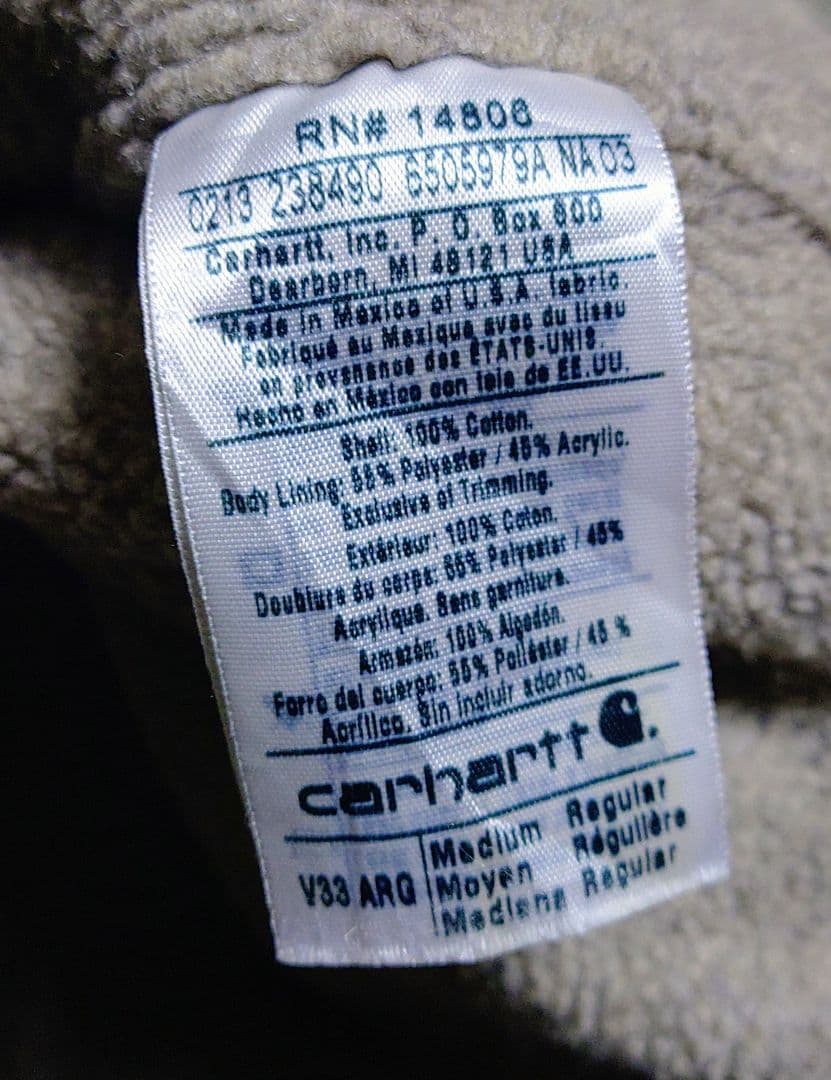 RN# 14806
0213 238490 6505979A NA 03
Carhartt, Inc. P. O. Box 600
Dearborn, MI 48121 USA
Made in Mexico of U.S.A. fabric.
Fabriqué au Mexique avec du tissu
en provenance des ÉTATS-UNIS.
Hecho en México con tela de EE.UU.
Shell: 100% Cotton.
Body Lining: 55% Polyester / 45% Acrylic.
Exclusive of Trimming.
Extérieur: 100% Coton.
Doublure du corps: 55% Polyester / 45%
Acrylique. Sans garniture.
Armazón: 100% Algodón.
Forro del cuerpo: 55% Poliéster / 45 %
Acrílico. Sin incluir adorno.
carhartt
V33 ARG
Medium Regular
Moyen Régulière
Mediana Regular